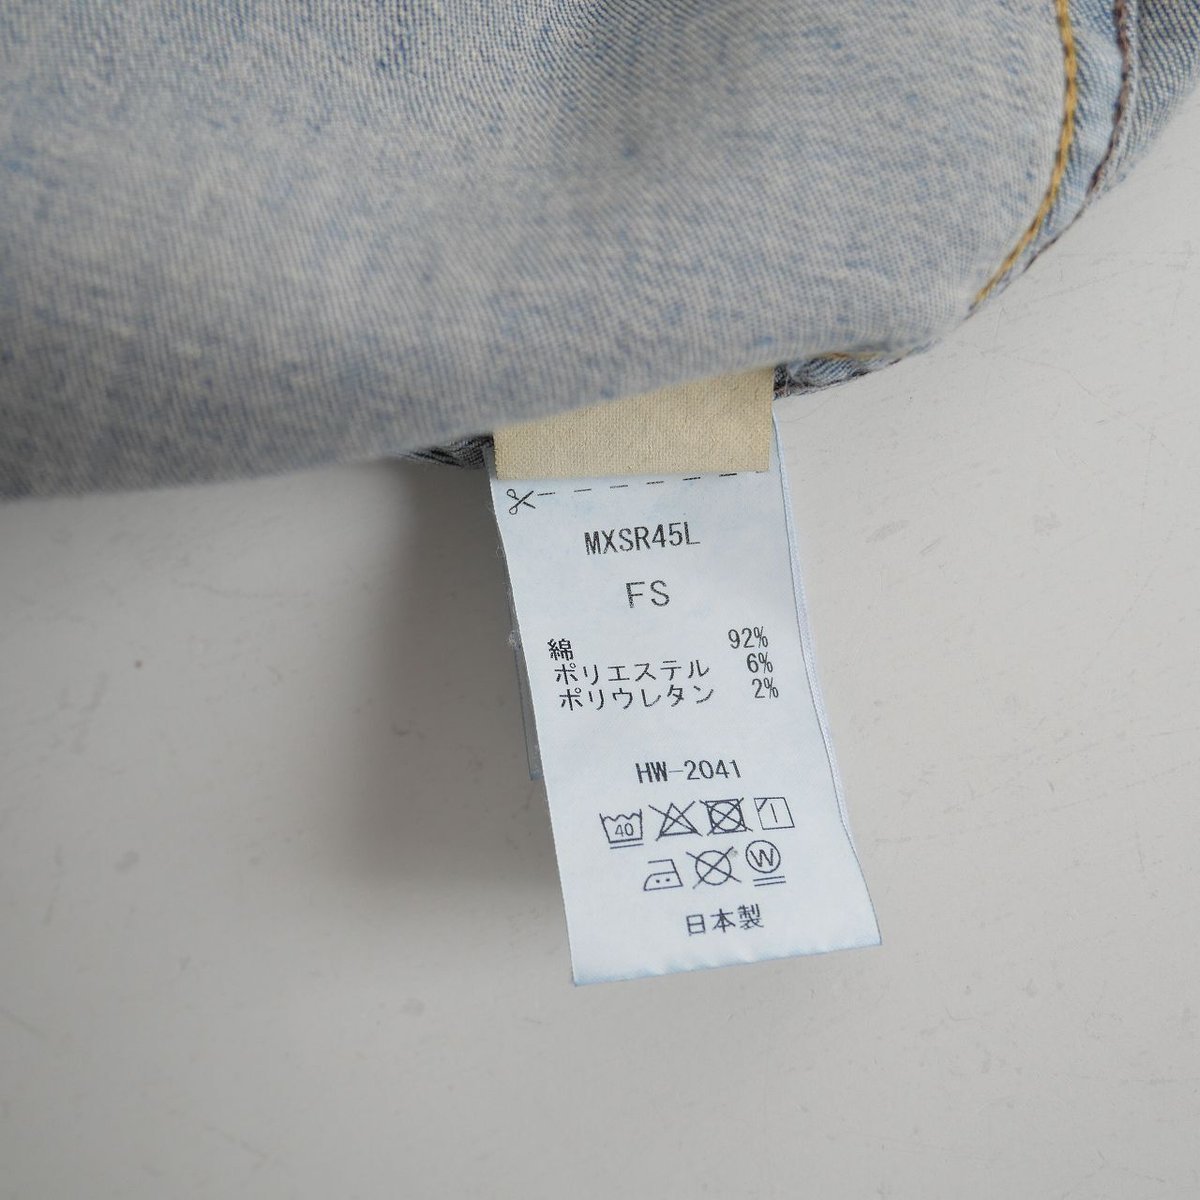 MXSR45L
FS
綿 92%
ポリエステル 6%
ポリウレタン 2%
HW-2041
40
W
日本製